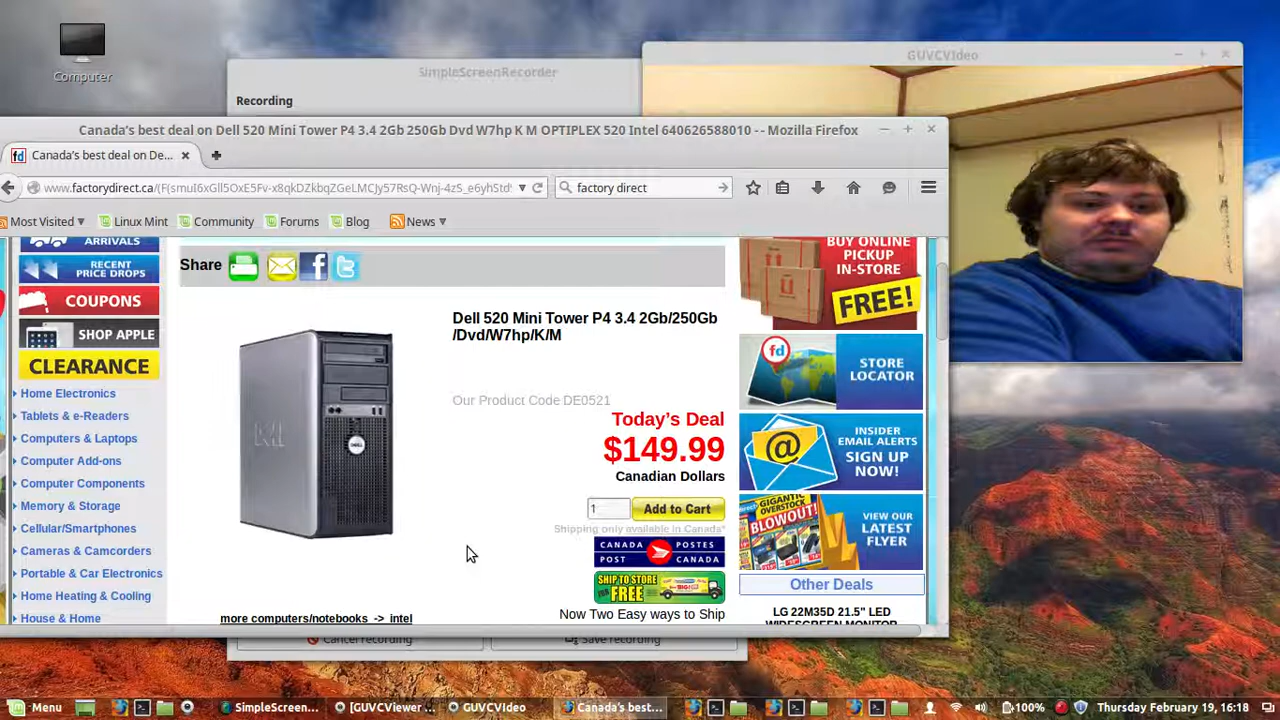 Computer
SimpleScreenRecorder
GUVCVideo
Recording
Canada's best deal on Dell 520 Mini Tower P4 3.4 2Gb 250Gb Dvd W7hp K M OPTIPLEX 520 Intel 640626588010 -- Mozilla Firefox
fd Canada's best deal on De...
factory direct
Most Visited
Linux Mint
Community
Forums
Blog
News
ARRIVALS
RECENT
PRICE DROPS
COUPONS
SHOP APPLE
CLEARANCE
Home Electronics
Tablets & e-Readers
Computers & Laptops
Computer Add-ons
Computer Components
Memory & Storage
Cellular/Smartphones
Cameras & Camcorders
Portable & Car Electronics
Home Heating & Cooling
House & Home
Share
Dell 520 Mini Tower P4 3.4 2Gb/250Gb
/Dvd/W7hp/K/M
Our Product Code DE0521
Today's Deal
$149.99
Canadian Dollars
1
Add to Cart
Shipping only available in Canada*
CANADA POSTES
POST CANADA
SHIP TO STORE
FREE
Now Two Easy ways to Ship
more computers/notebooks -> intel
DELL
BUY ONLINE
PICKUP
IN-STORE
FREE!
fd
STORE
LOCATOR
INSIDER
EMAIL ALERTS
SIGN UP
NOW!
GIGANTIC
OVERSTOCK
BLOWOUT!
VIEW OUR
LATEST
FLYER
Other Deals
LG 22M35D 21.5" LED
WIDESCREEN MONITOR
Cancel recording
Save recording
Menu
SimpleScreen...
[GUVCViewer ...
GUVCVideo
Canada's best...
100%
Thursday February 19, 16:18